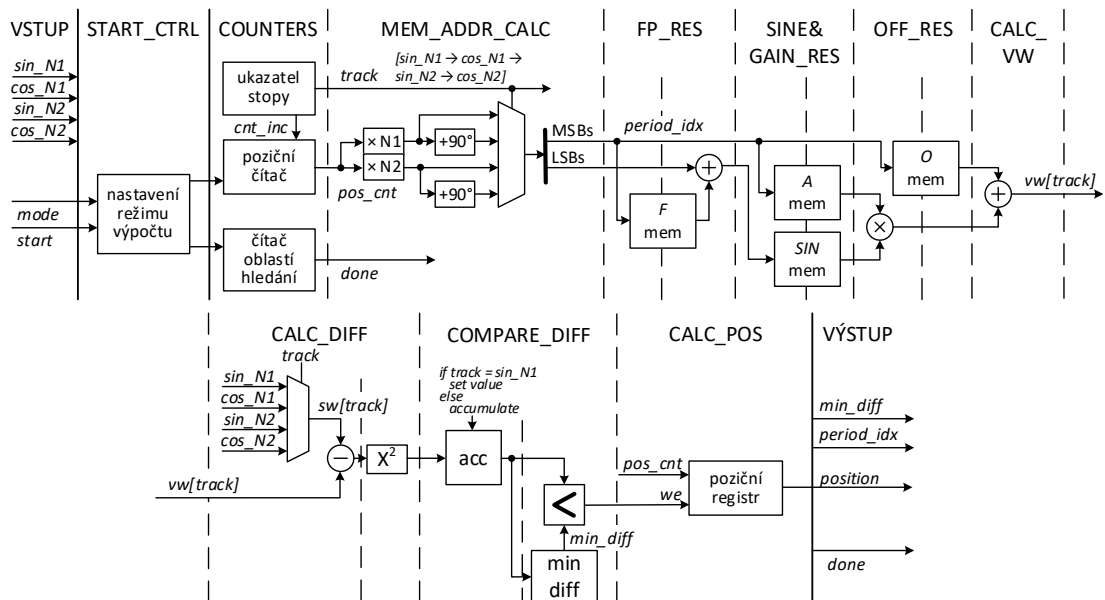 VSTUP
START_CTRL
COUNTERS
MEM_ADDR_CALC
FP_RES
SINE&
GAIN_RES
OFF_RES
CALC_
VW
sin_N1
cos_N1
sin_N2
cos_N2
mode
start
nastavení
režimu
výpočtu
ukazatel
stopy
cnt_inc
poziční
čítač
čítač
oblastí
hledání
track
[sin_N1 → cos_N1 →
sin_N2 → cos_N2]
× N1
× N2
+90°
+90°
pos_cnt
done
MSBs
LSBs
period_idx
F
mem
+
A
mem
SIN
mem
×
O
mem
+
vw[track]
CALC_DIFF
COMPARE_DIFF
CALC_POS
VÝSTUP
track
sin_N1
cos_N1
sin_N2
cos_N2
sw[track]
vw[track]
−
X²
if track = sin_N1
set value
else
accumulate
acc
<
min_diff
min
diff
pos_cnt
we
poziční
registr
min_diff
period_idx
position
done